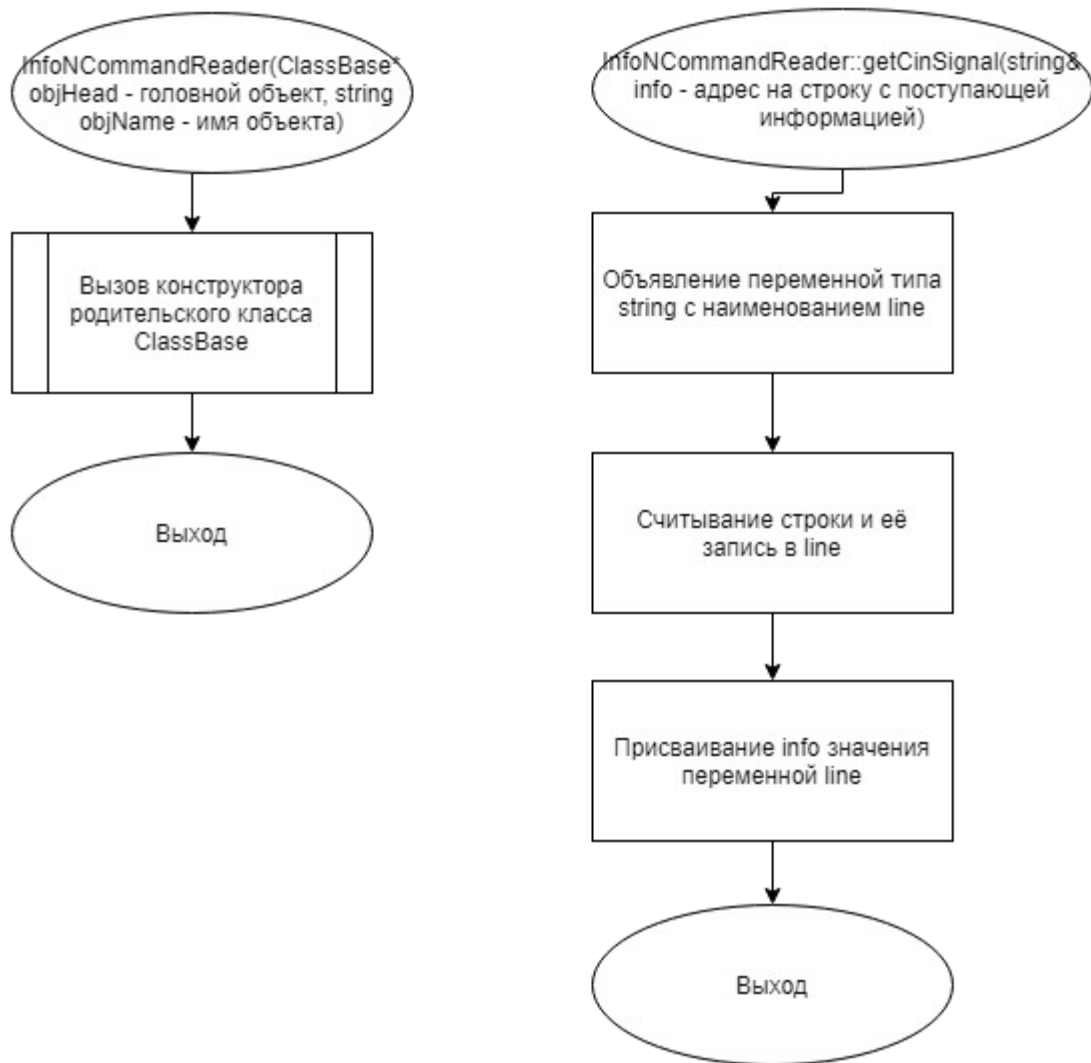 InfoNCommandReader(ClassBase*
objHead - головной объект, string
objName - имя объекта)
Вызов конструктора
родительского класса
ClassBase
Выход
InfoNCommandReader::getCinSignal(string&
info - адрес на строку с поступающей
информацией)
Объявление переменной типа
string с наименованием line
Считывание строки и её
запись в line
Присваивание info значения
переменной line
Выход